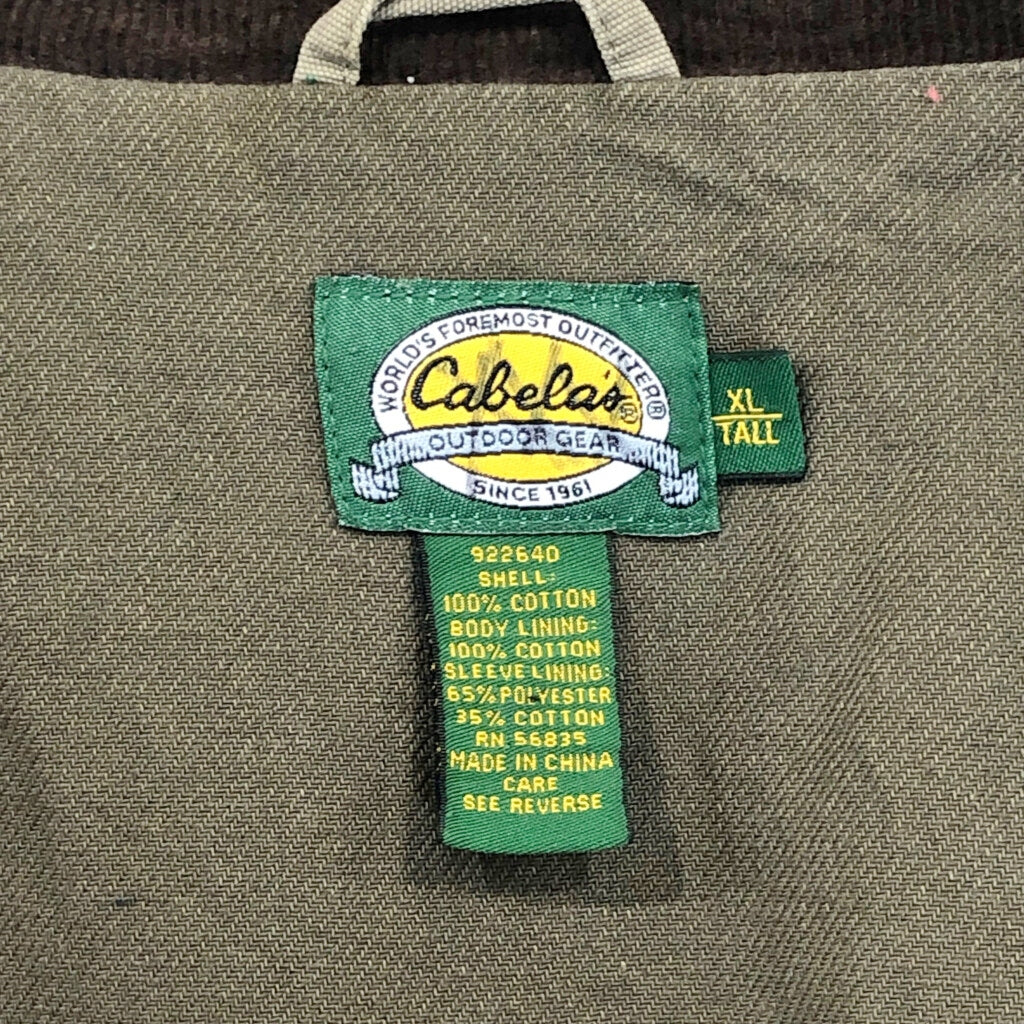 WORLD'S FOREMOST OUTFITTER®
Cabela's®
OUTDOOR GEAR
SINCE 1961
XL
TALL
922640
SHELL:
100% COTTON
BODY LINING:
100% COTTON
SLEEVE LINING:
65% POLYESTER
35% COTTON
RN 56835
MADE IN CHINA
CARE
SEE REVERSE